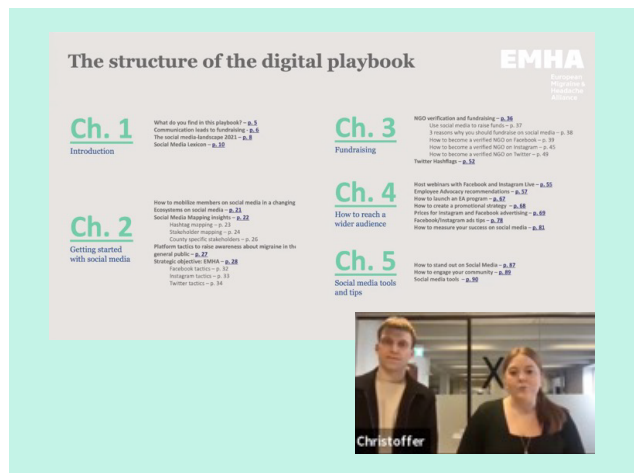 The structure of the digital playbook
EMHA
European
Migraine &
Headache
Alliance
Ch. 1
Introduction
What do you find in this playbook? – p. 5
Communication leads to fundraising – p. 6
The social media-landscape 2021 – p. 8
Social Media Lexicon – p. 10
Ch. 2
Getting started
with social media
How to mobilize members on social media in a changing
Ecosystems on social media – p. 21
Social Media Mapping insights – p. 22
Hashtag mapping – p. 23
Stakeholder mapping – p. 24
County specific stakeholders – p. 26
Platform tactics to raise awareness about migraine in the
general public – p. 27
Strategic objective: EMHA – p. 28
Facebook tactics – p. 32
Instagram tactics – p. 33
Twitter tactics – p. 34
Ch. 3
Fundraising
NGO verification and fundraising – p. 36
Use social media to raise funds – p. 37
3 reasons why you should fundraise on social media – p. 38
How to become a verified NGO on Facebook – p. 39
How to become a verified NGO on Instagram – p. 45
How to become a verified NGO on Twitter – p. 49
Twitter Hashflags – p. 52
Ch. 4
How to reach a
wider audience
Host webinars with Facebook and Instagram Live – p. 55
Employee Advocacy recommendations – p. 57
How to launch an EA program – p. 67
How to create a promotional strategy – p. 68
Prices for Instagram and Facebook advertising – p. 69
Facebook/Instagram ads tips – p. 78
How to measure your success on social media – p. 81
Ch. 5
Social media tools
and tips
How to stand out on Social Media – p. 87
How to engage your community – p. 89
Social media tools – p. 90
X
Christoffer